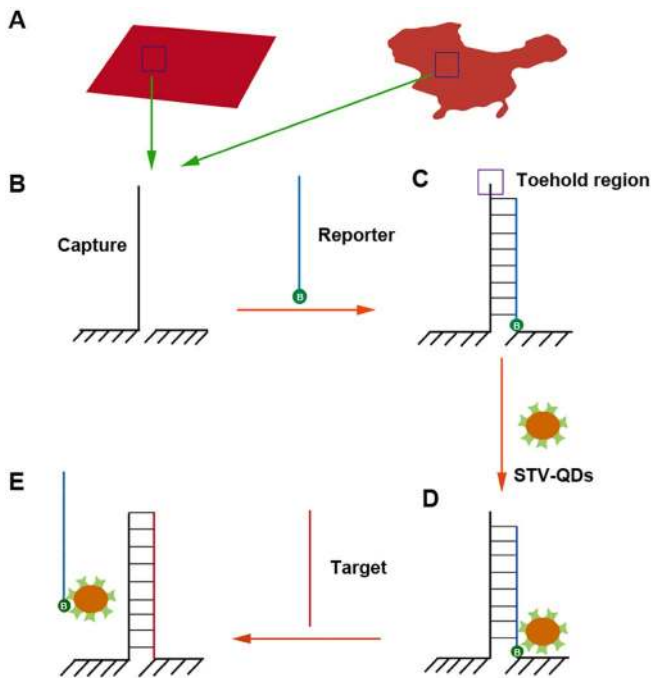 A
B
Capture
Reporter
B
C
Toehold region
B
STV-QDs
E
B
Target
D
B